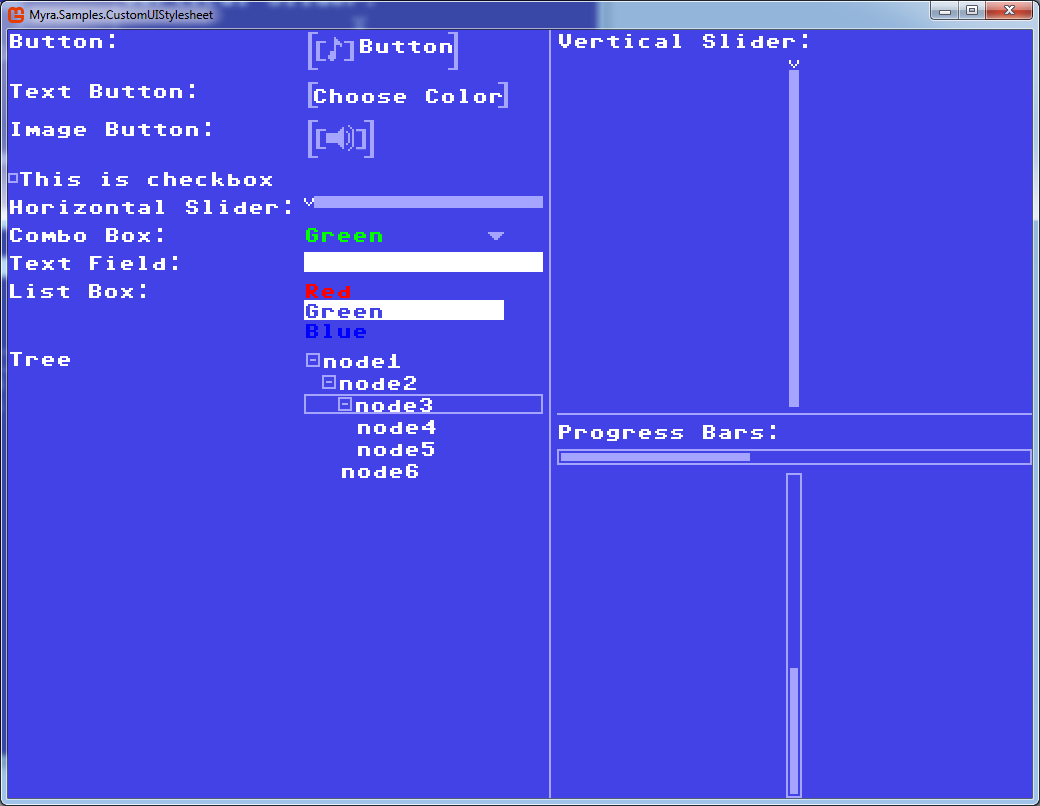 Myra.Samples.CustomUIStylesheet
Button:
Button
Text Button:
Choose Color
Image Button:
This is checkbox
Horizontal Slider:
Combo Box:
Green
Text Field:
List Box:
Red
Green
Blue
Tree
node1
node2
node3
node4
node5
node6
Vertical Slider:
Progress Bars: